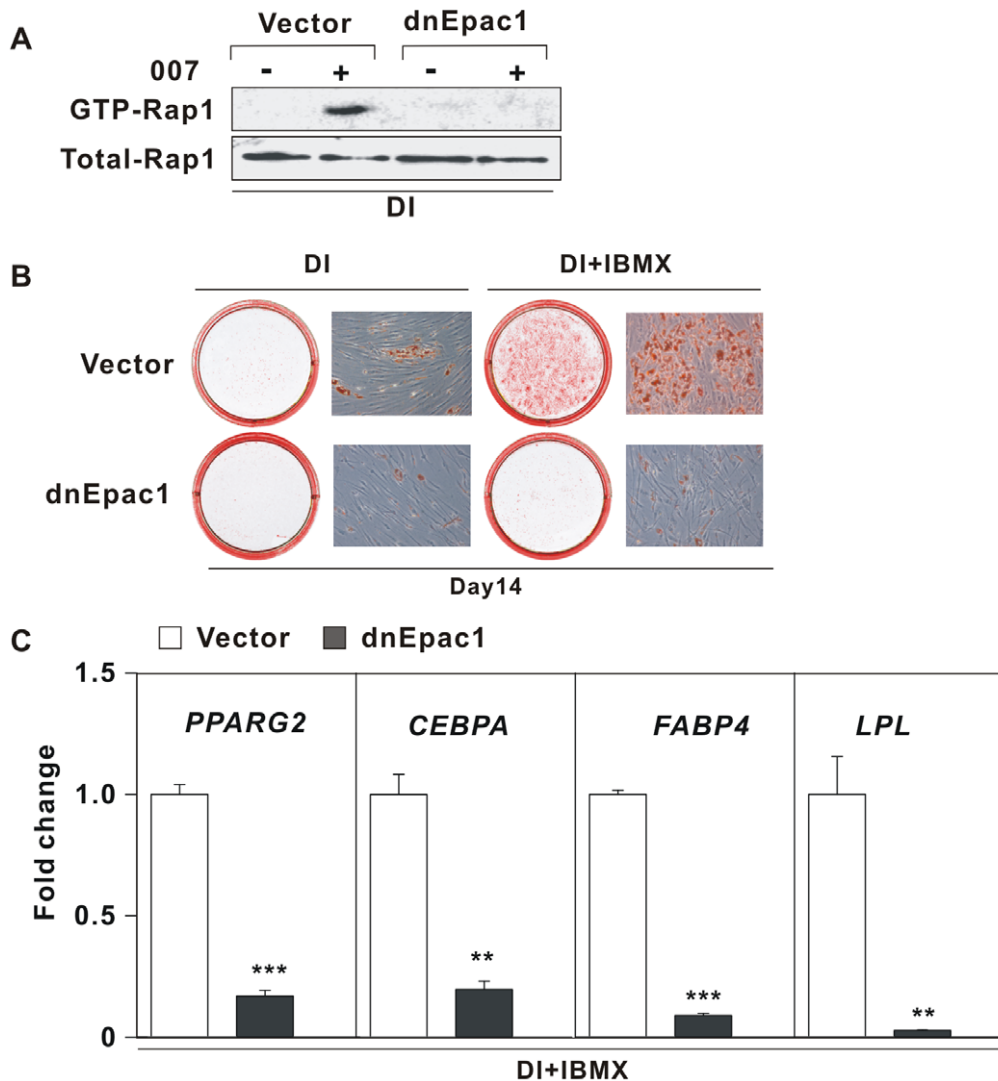 A
Vector dnEpac1
007 - + - +
GTP-Rap1
Total-Rap1
DI
B
DI DI+IBMX
Vector
dnEpac1
Day14
C
Vector dnEpac1
1.5
PPARG2 CEBPA FABP4 LPL
1.0
Fold change
0.5
*** ** *** **
0
DI+IBMX